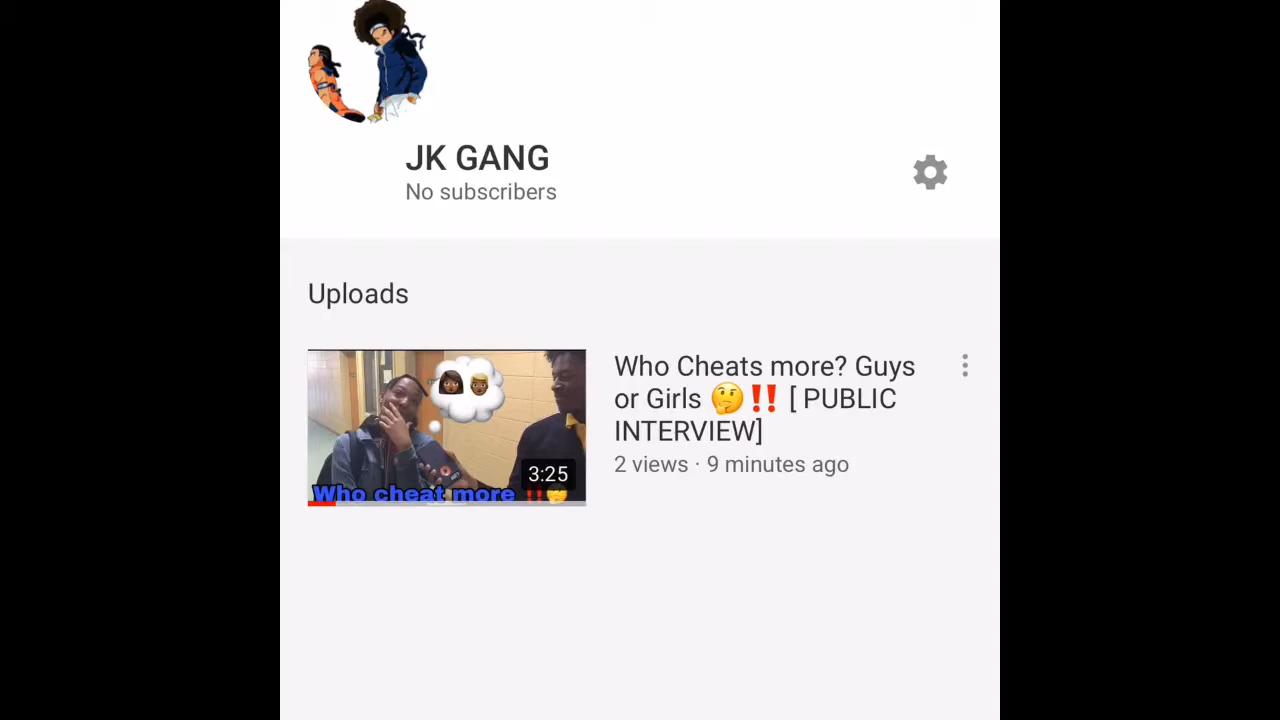 JK GANG
No subscribers
Uploads
Who Cheats more? Guys
or Girls 🤔‼️ [ PUBLIC
INTERVIEW]
2 views · 9 minutes ago
3:25
Who cheat more ‼️🤔